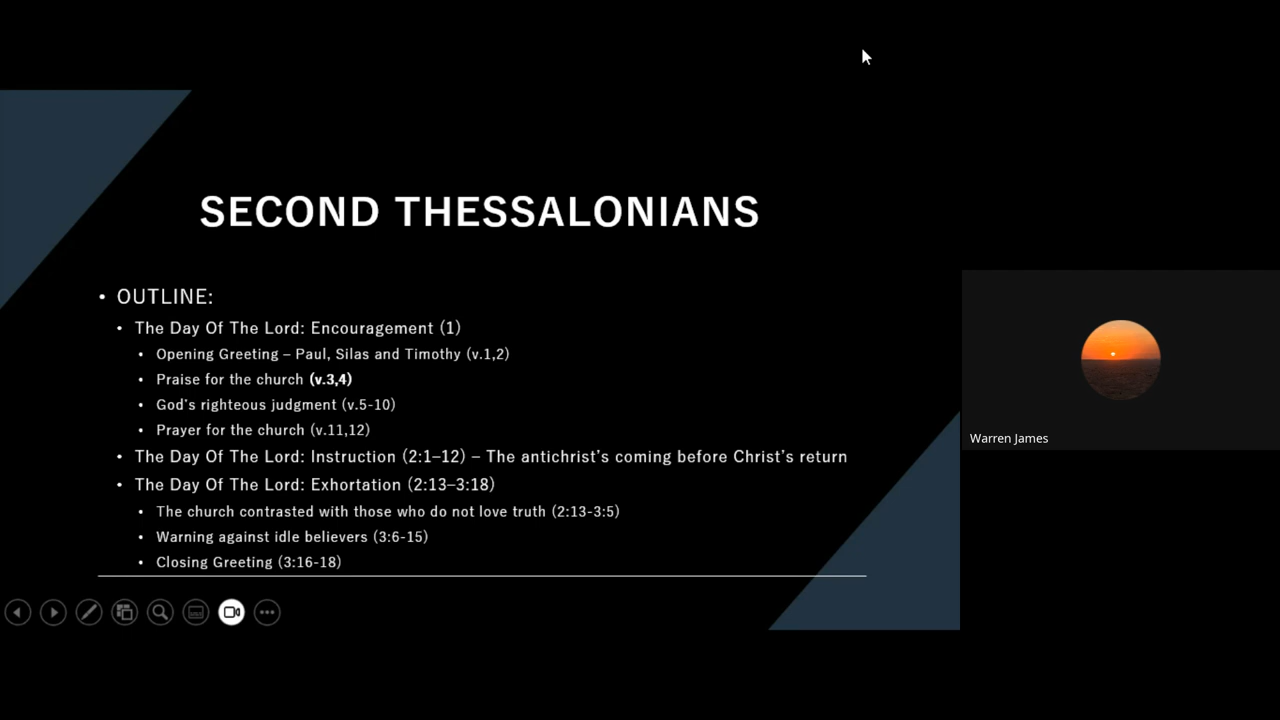 SECOND THESSALONIANS
• OUTLINE:
• The Day Of The Lord: Encouragement (1)
• Opening Greeting – Paul, Silas and Timothy (v.1,2)
• Praise for the church (v.3,4)
• God's righteous judgment (v.5-10)
• Prayer for the church (v.11,12)
• The Day Of The Lord: Instruction (2:1–12) – The antichrist's coming before Christ's return
• The Day Of The Lord: Exhortation (2:13–3:18)
• The church contrasted with those who do not love truth (2:13-3:5)
• Warning against idle believers (3:6-15)
• Closing Greeting (3:16-18)
Warren James